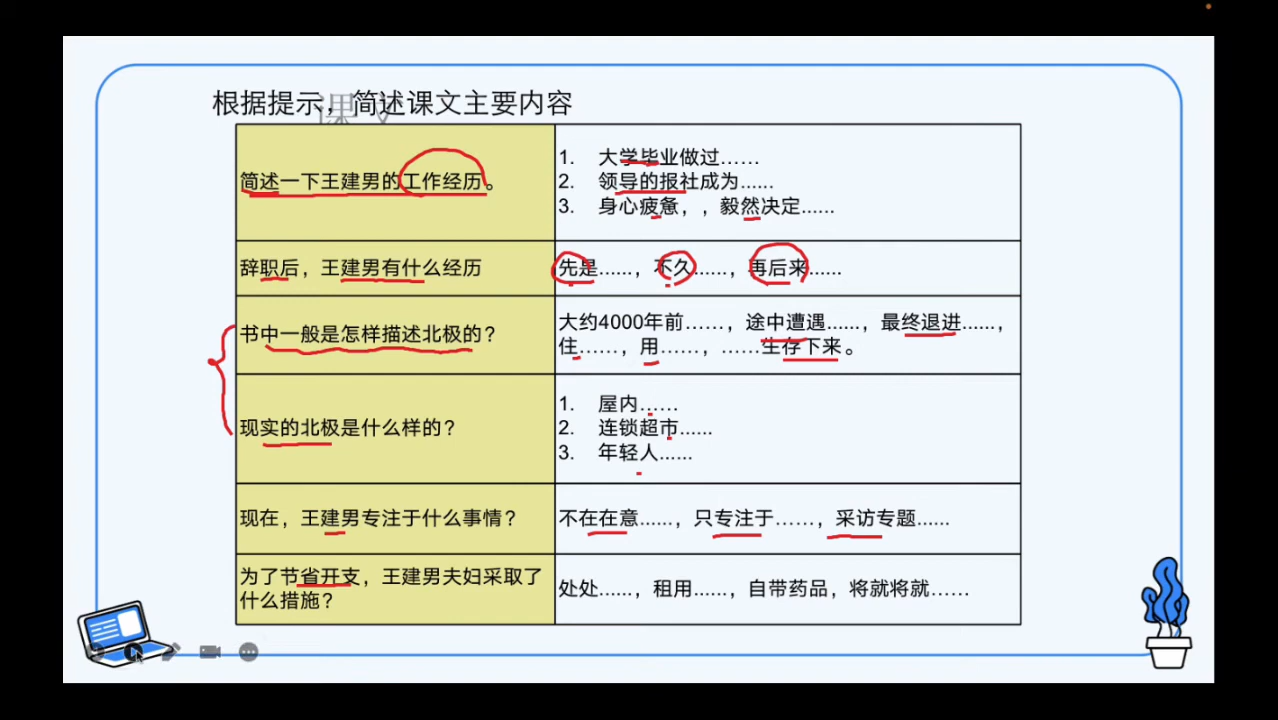 根据提示，简述课文主要内容
课文
简述一下王建男的工作经历。
1. 大学毕业做过……
2. 领导的报社成为……
3. 身心疲惫，，毅然决定……
辞职后，王建男有什么经历
先是……，不久……，再后来……
书中一般是怎样描述北极的？
大约4000年前……，途中遭遇……，最终退进……，
住……，用……，……生存下来。
现实的北极是什么样的？
1. 屋内……
2. 连锁超市……
3. 年轻人……
现在，王建男专注于什么事情？
不在在意……，只专注于……，采访专题……
为了节省开支，王建男夫妇采取了
什么措施？
处处……，租用……，自带药品，将就将就……